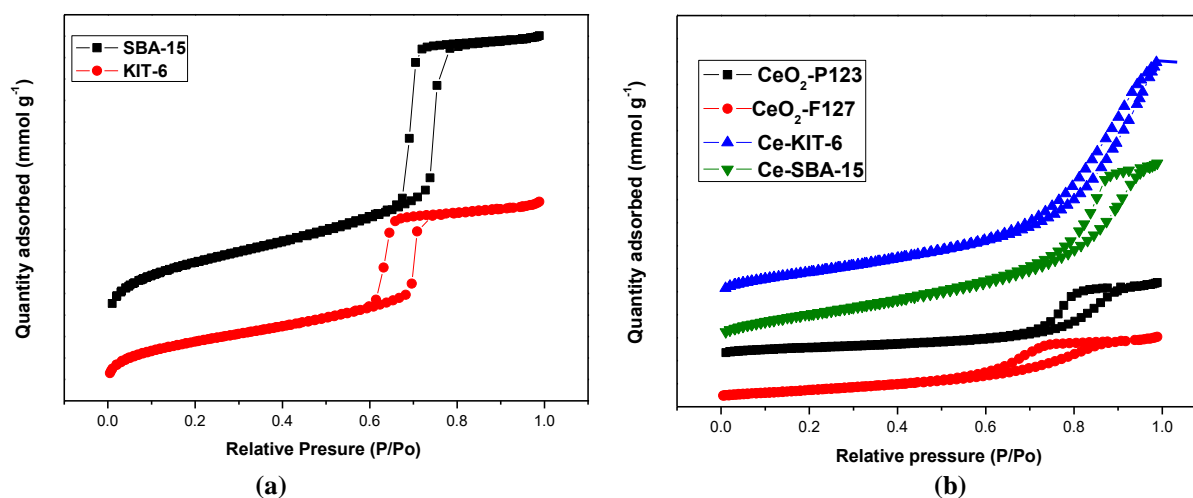 SBA-15
KIT-6
Quantity adsorbed (mmol g⁻¹)
0.0 0.2 0.4 0.6 0.8 1.0
Relative Presure (P/Po)
(a)
CeO₂-P123
CeO₂-F127
Ce-KIT-6
Ce-SBA-15
Quantity adsorbed (mmol g⁻¹)
0.0 0.2 0.4 0.6 0.8 1.0
Relative pressure (P/Po)
(b)